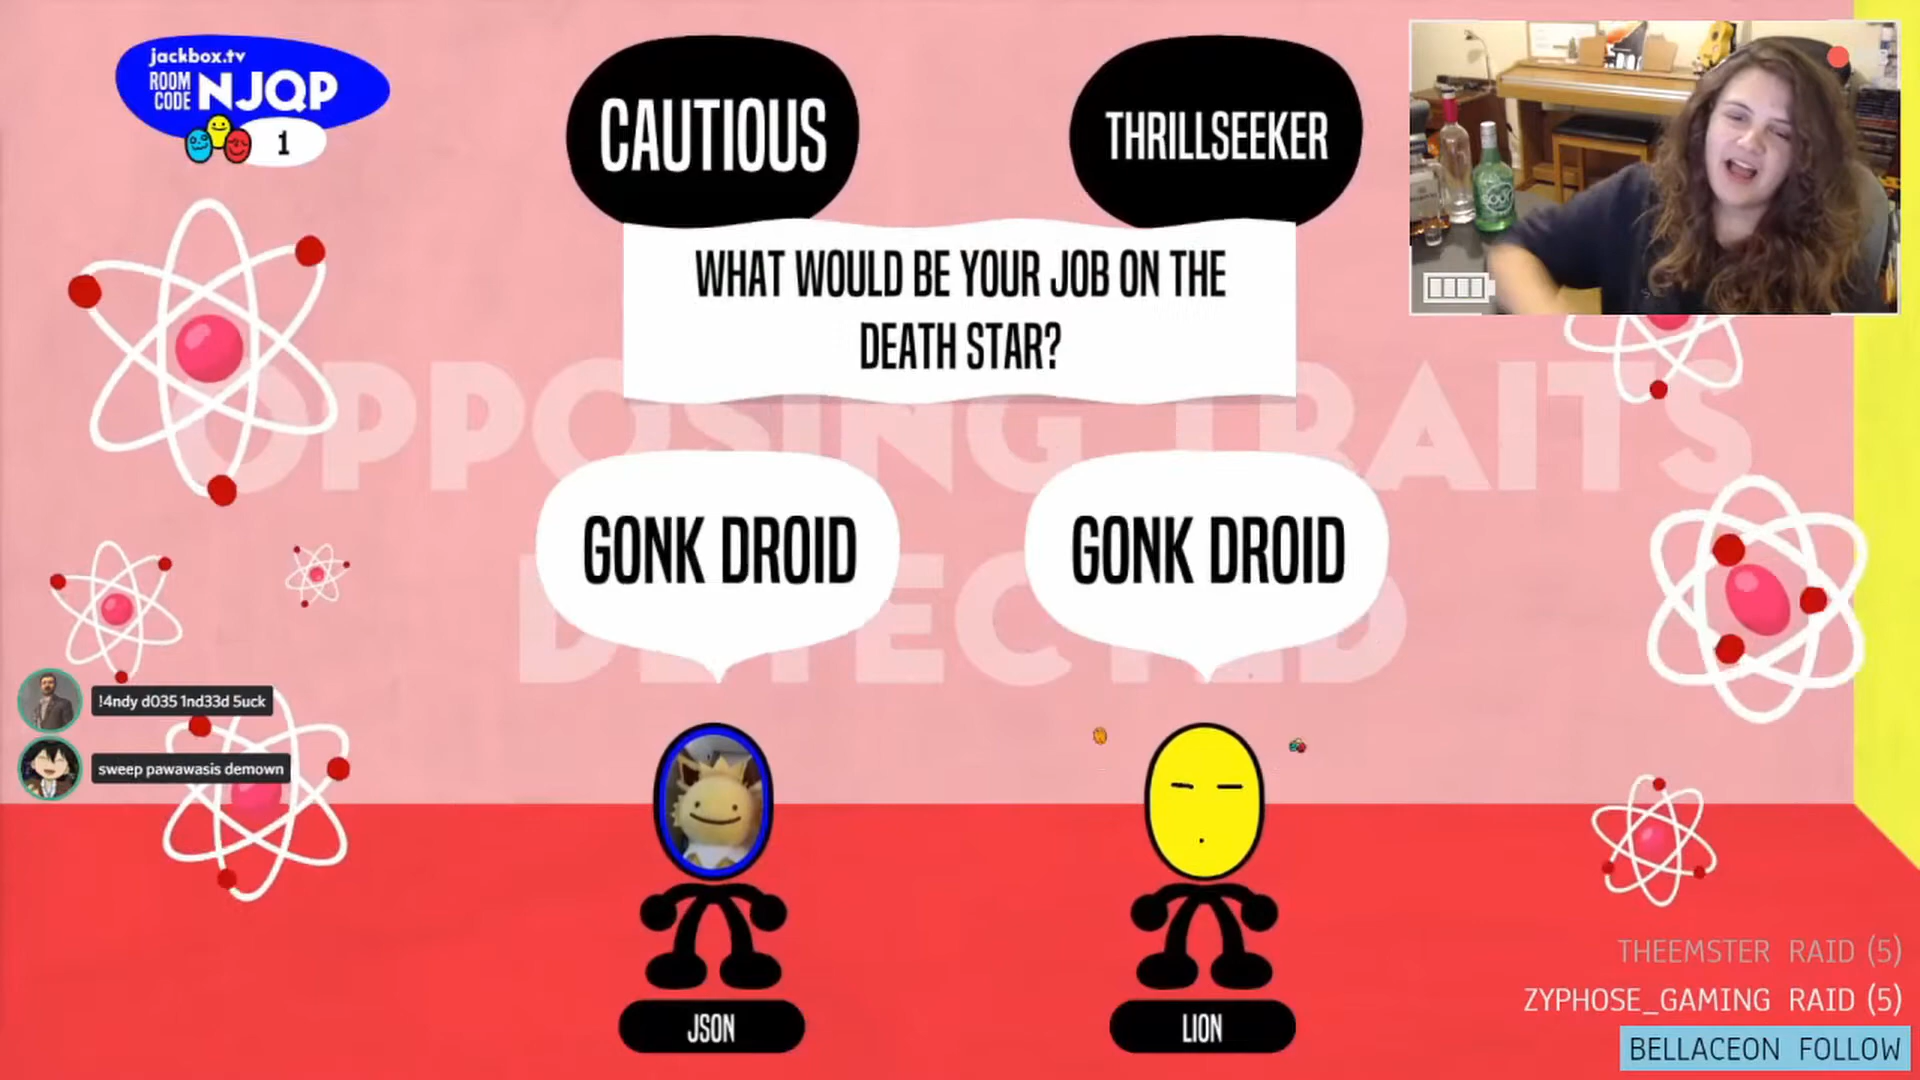 jackbox.tv
ROOM
CODE
NJQP
1
CAUTIOUS
THRILLSEEKER
WHAT WOULD BE YOUR JOB ON THE
DEATH STAR?
OPPOSING TRAITS
DETECTED
GONK DROID
GONK DROID
!4ndy d035 1nd33d 5uck
sweep pawawasis demown
JSON
LION
THEEMSTER RAID (5)
ZYPHOSE_GAMING RAID (5)
BELLACEON FOLLOW